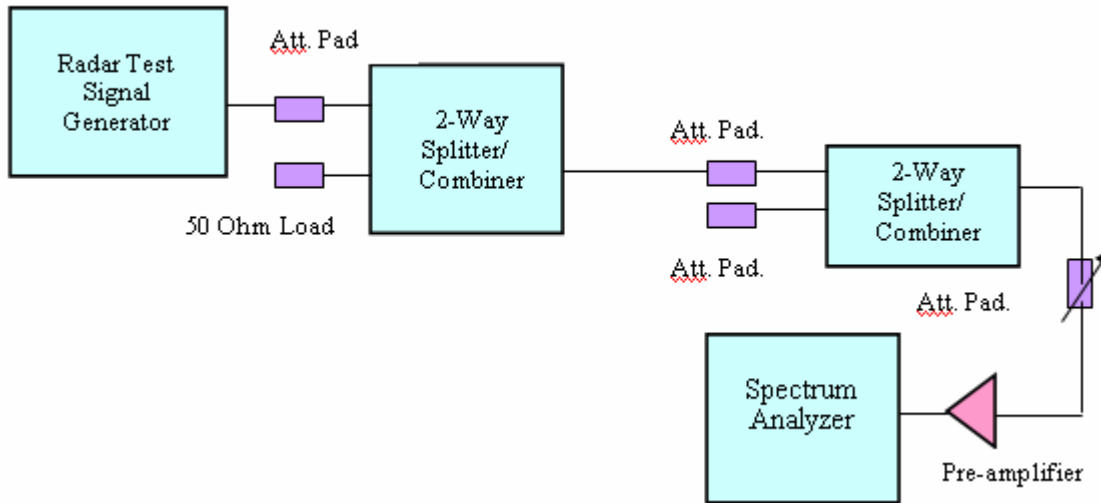 Radar Test
Signal
Generator
Att. Pad
50 Ohm Load
2-Way
Splitter/
Combiner
Att. Pad.
Att. Pad.
2-Way
Splitter/
Combiner
Att. Pad.
Spectrum
Analyzer
Pre-amplifier